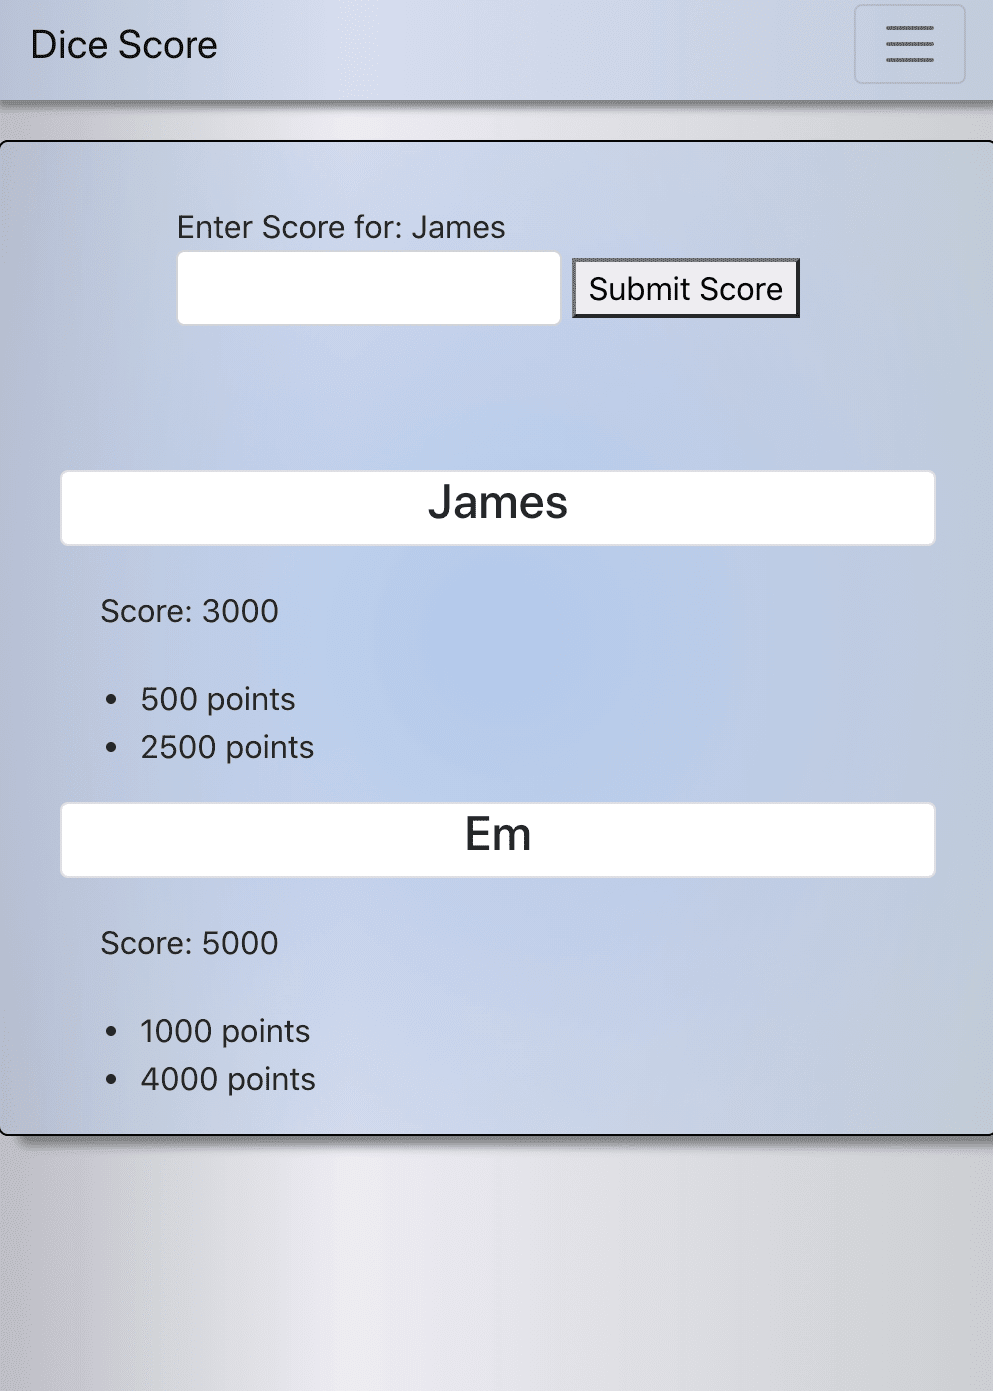 Dice Score
Enter Score for: James
Submit Score
James
Score: 3000
• 500 points
• 2500 points
Em
Score: 5000
• 1000 points
• 4000 points